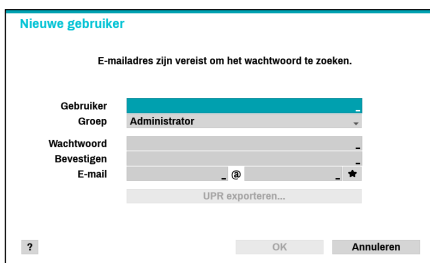 Nieuwe gebruiker
E-mailadres zijn vereist om het wachtwoord te zoeken.
Gebruiker _
Groep Administrator
Wachtwoord _
Bevestigen _
E-mail _ @ _ ★
UPR exporteren...
? OK Annuleren